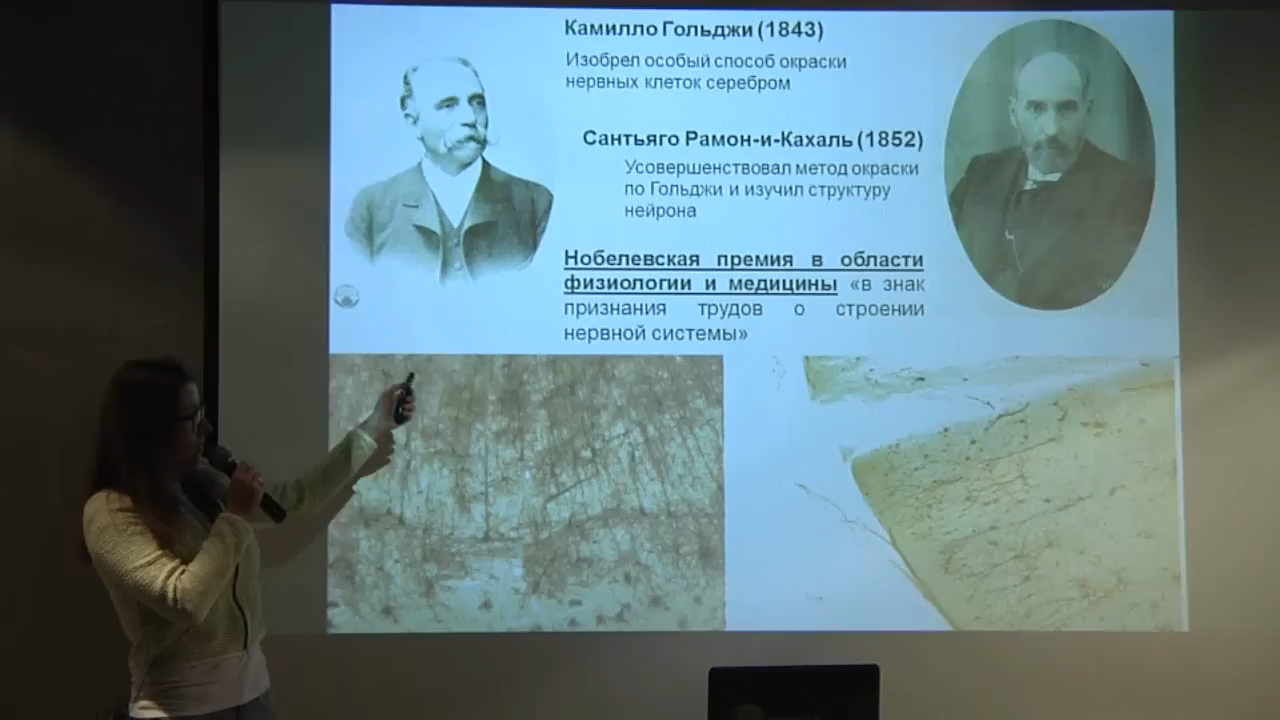 Камилло Гольджи (1843)
Изобрел особый способ окраски
нервных клеток серебром
Сантьяго Рамон-и-Кахаль (1852)
Усовершенствовал метод окраски
по Гольджи и изучил структуру
нейрона
Нобелевская премия в области
физиологии и медицины «в знак
признания трудов о строении
нервной системы»